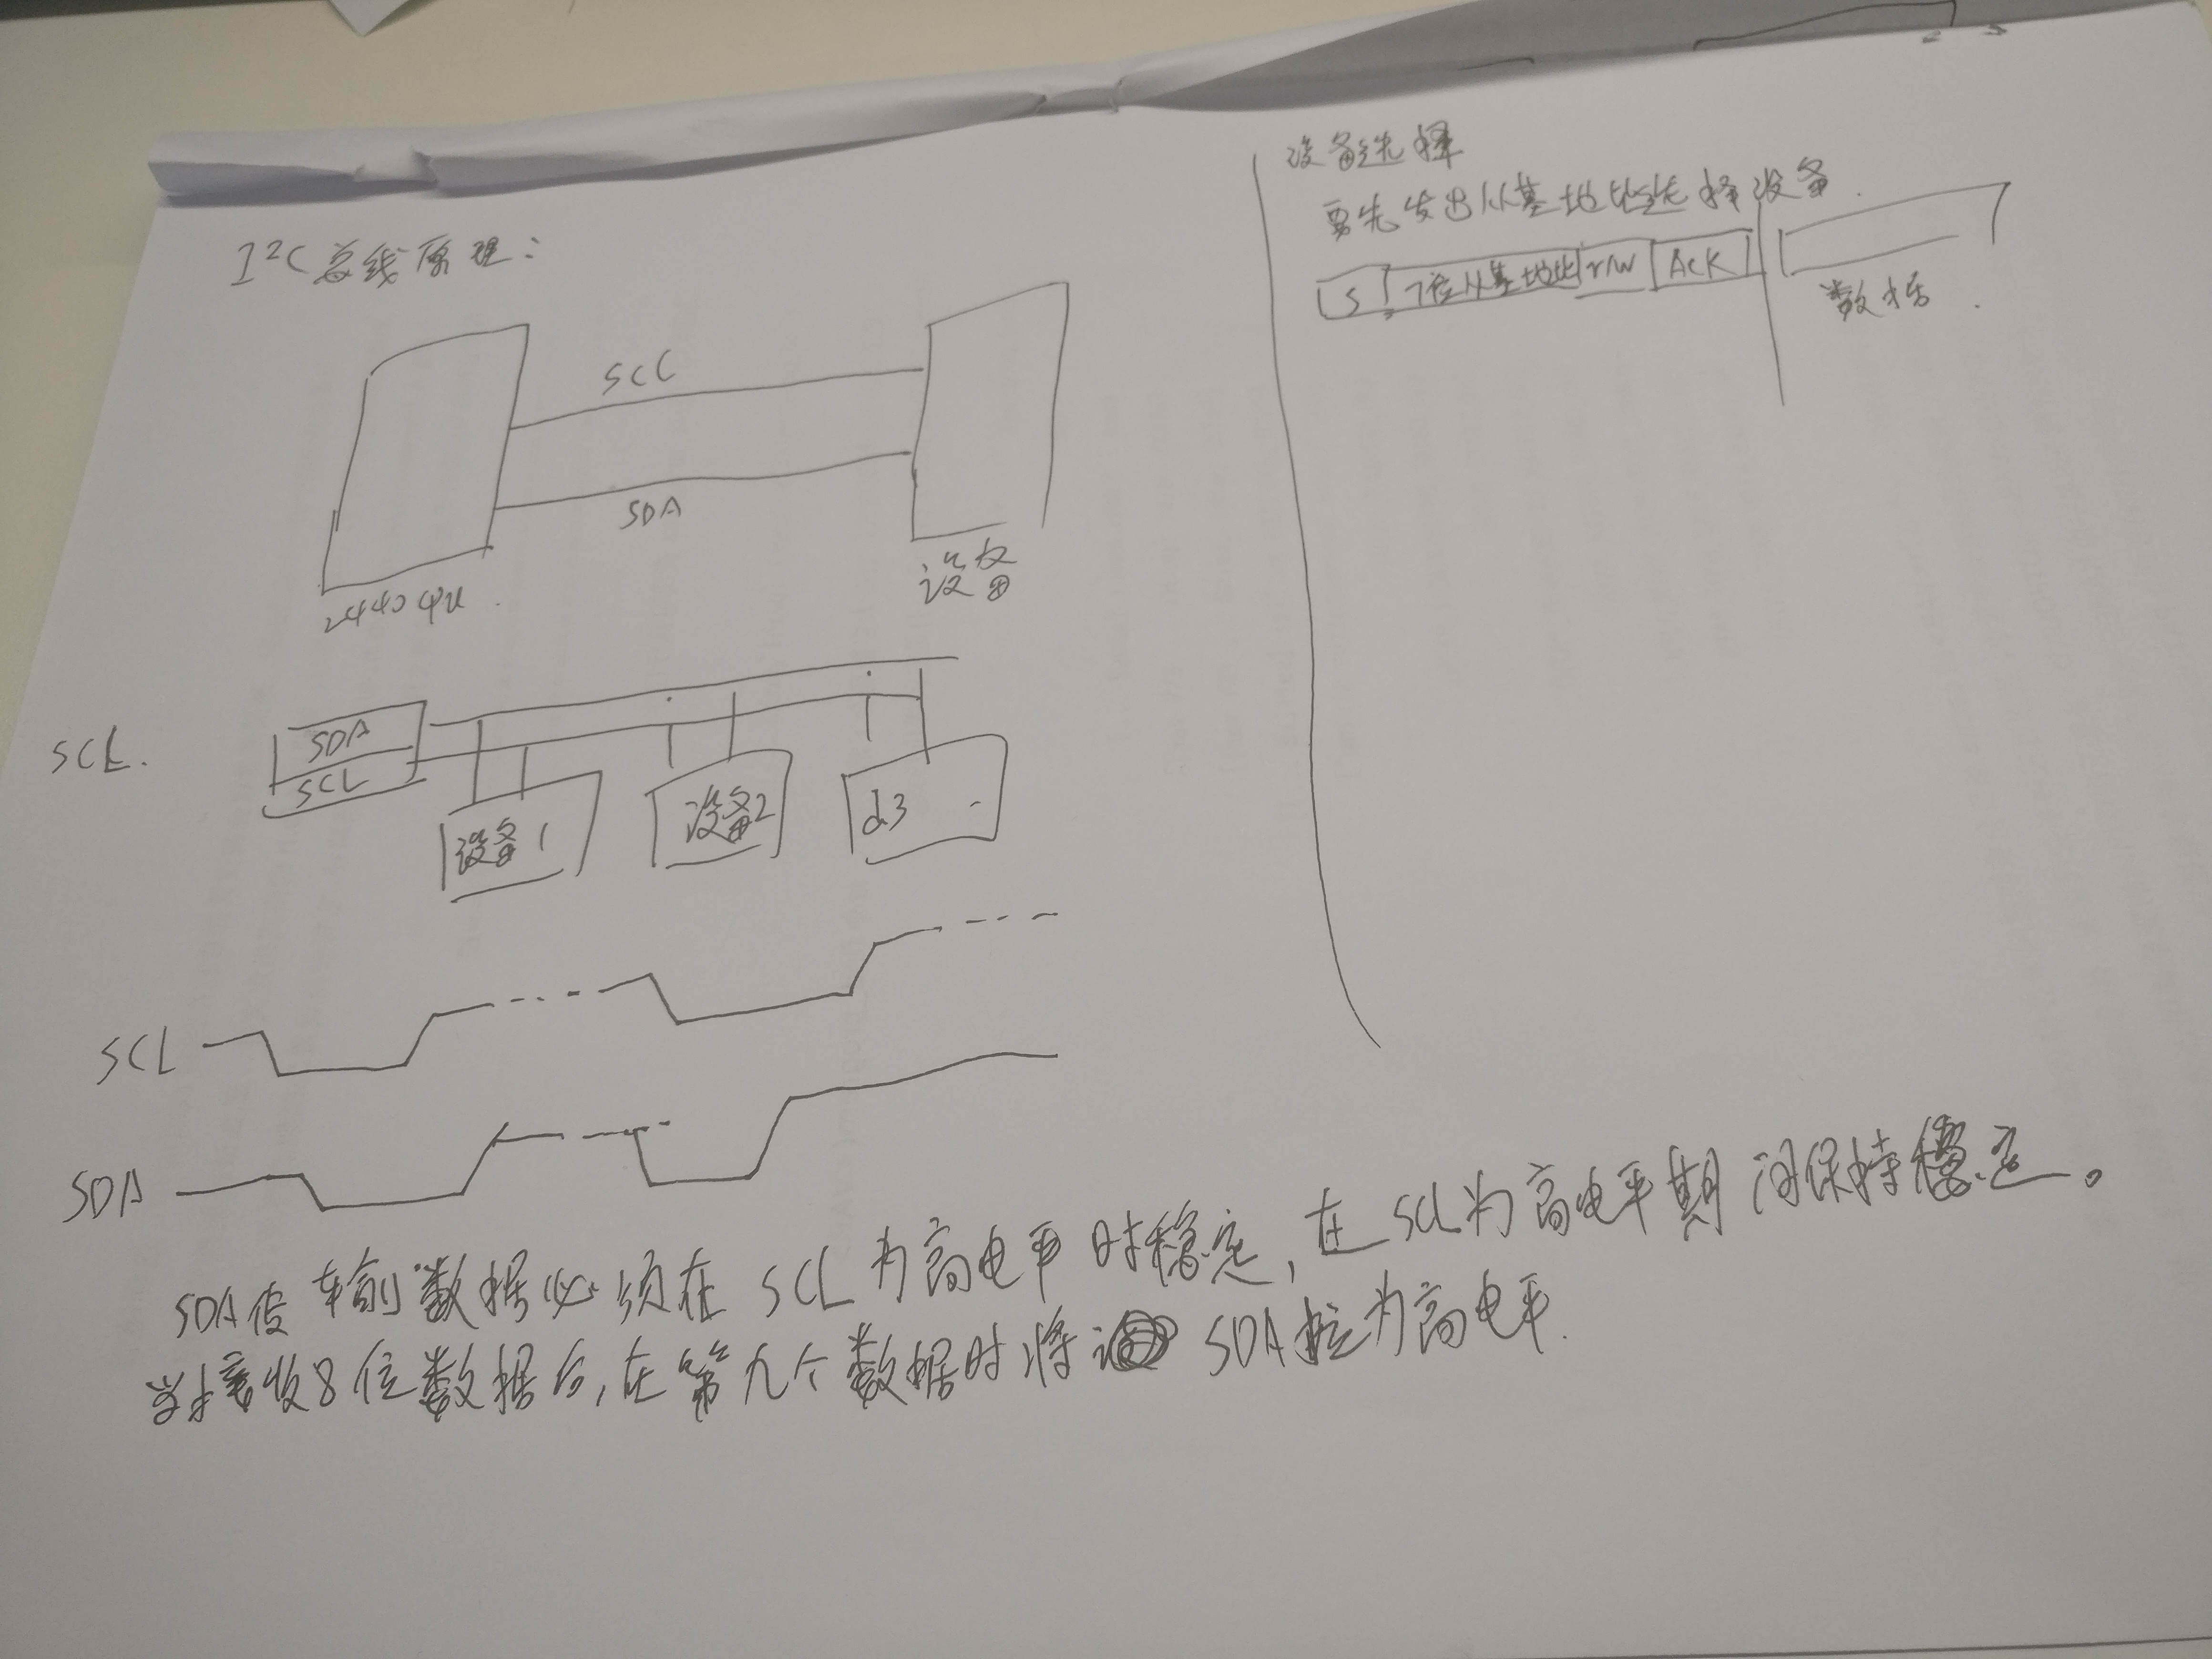 I²C总线原理：
SCL
SDA
2440 cpu.
设备
SCL.
SDA
SCL
设备1
设备2
d3
SCL
SDA
SDA传输数据必须在SCL为高电平时稳定，在SCL为高电平期间保持稳定。
当接收8位数据后，在第九个数据时将SDA拉为高电平.
设备选择
要先发出从基地址选择设备.
S 7位从基地址 r/w ACK
数据.